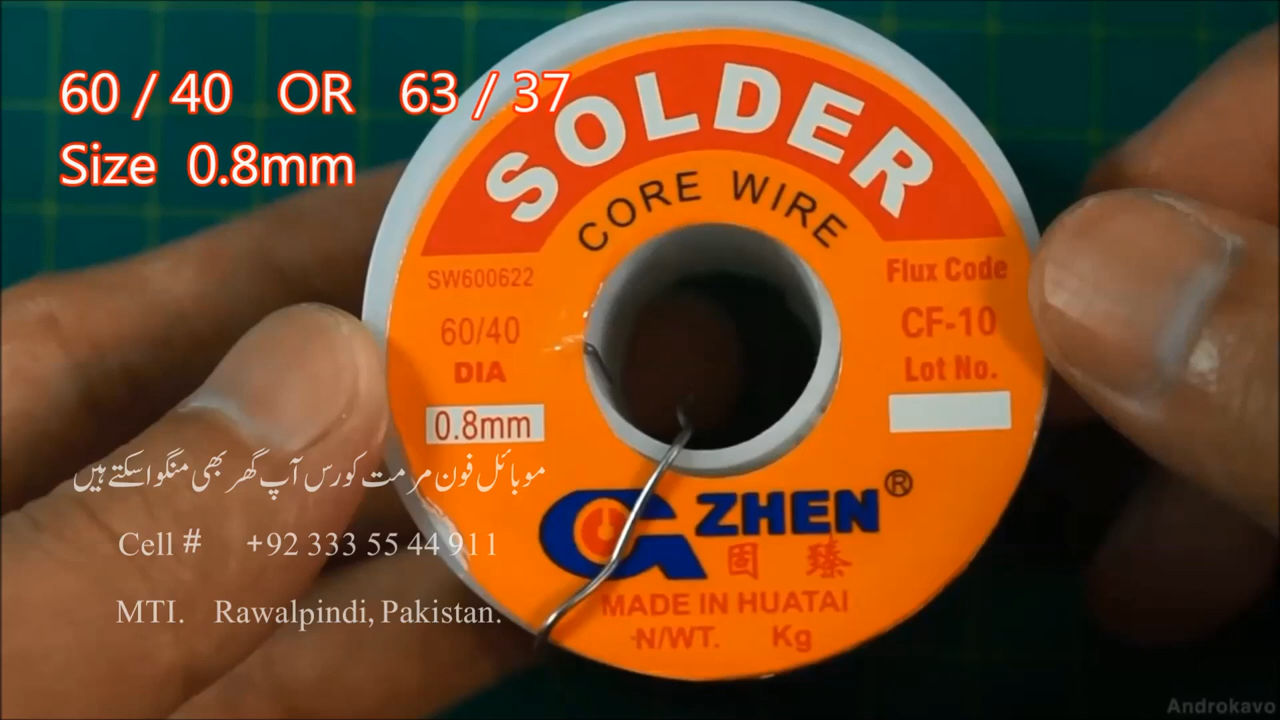 60 / 40 OR 63 / 37
Size 0.8mm
SOLDER
CORE WIRE
SW600622
60/40
DIA
0.8mm
Flux Code
CF-10
Lot No.
G ZHEN®
固 臻
MADE IN HUATAI
N/WT. Kg
موبائل فون مرمت کورس آپ گھر بھی منگوا سکتے ہیں
Cell # +92 333 55 44 911
MTI. Rawalpindi, Pakistan.
Androkavo